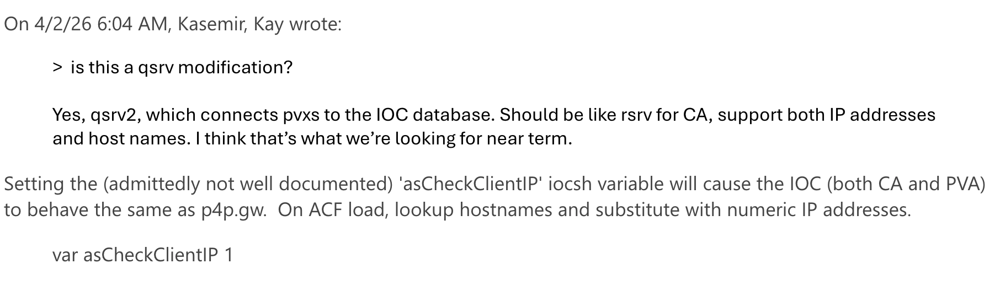 On 4/2/26 6:04 AM, Kasemir, Kay wrote:
> is this a qsrv modification?
Yes, qsrv2, which connects pvxs to the IOC database. Should be like rsrv for CA, support both IP addresses
and host names. I think that’s what we’re looking for near term.
Setting the (admittedly not well documented) 'asCheckClientIP' iocsh variable will cause the IOC (both CA and PVA)
to behave the same as p4p.gw.  On ACF load, lookup hostnames and substitute with numeric IP addresses.
var asCheckClientIP 1